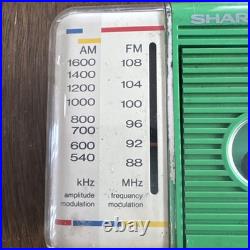 SHAR
AM FM
1600 108
1400
1200 104
1000 100
800 96
700
600 92
540 88
kHz MHz
amplitude frequency
modulation modulation